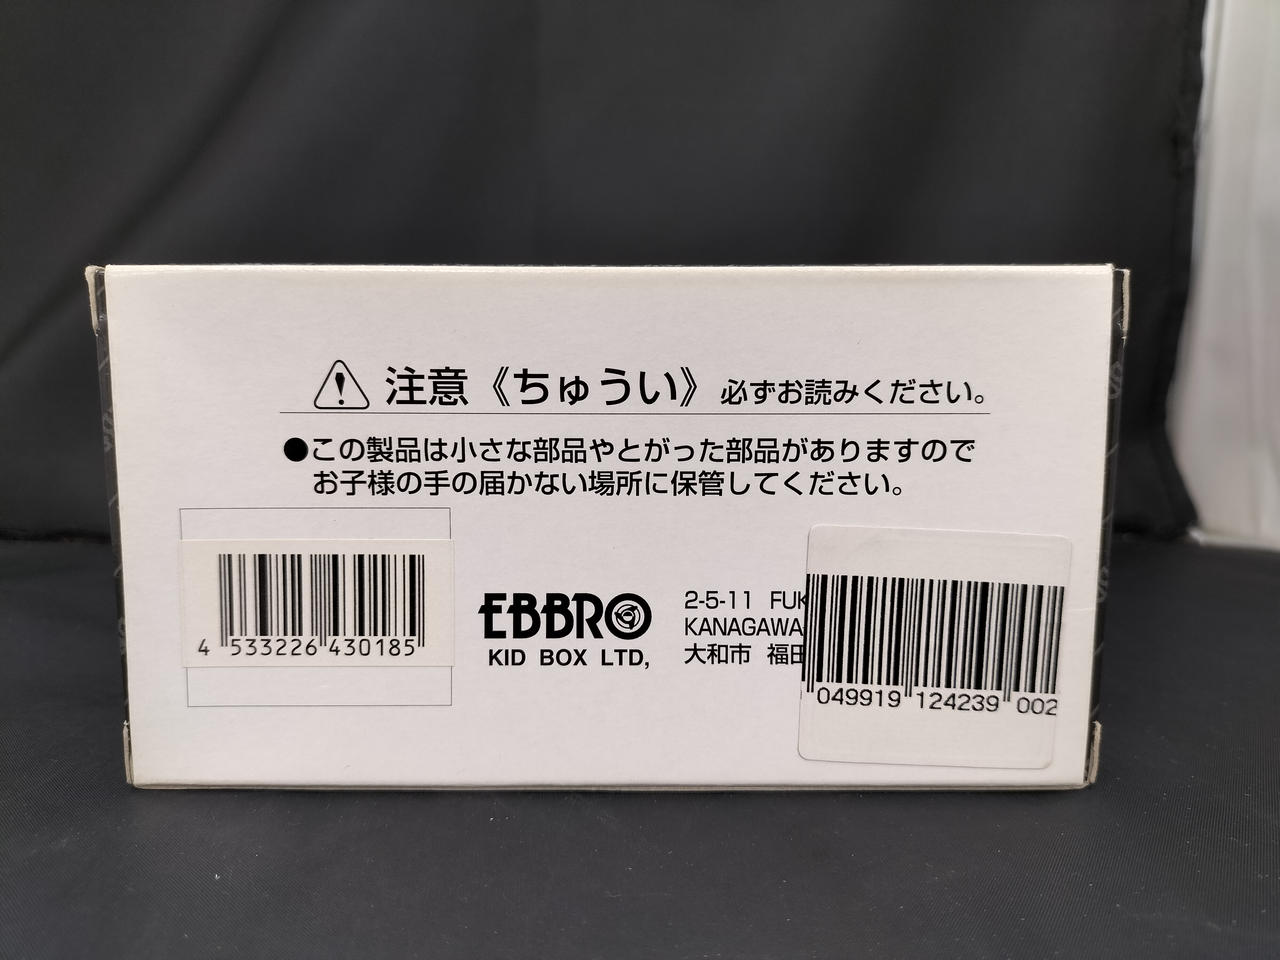 注意《ちゅうい》必ずお読みください。
●この製品は小さな部品やとがった部品がありますので
お子様の手の届かない場所に保管してください。
4 533226 430185
EBBRO
KID BOX LTD,
2-5-11 FUK
KANAGAWA
大和市 福田
049919 124239 002